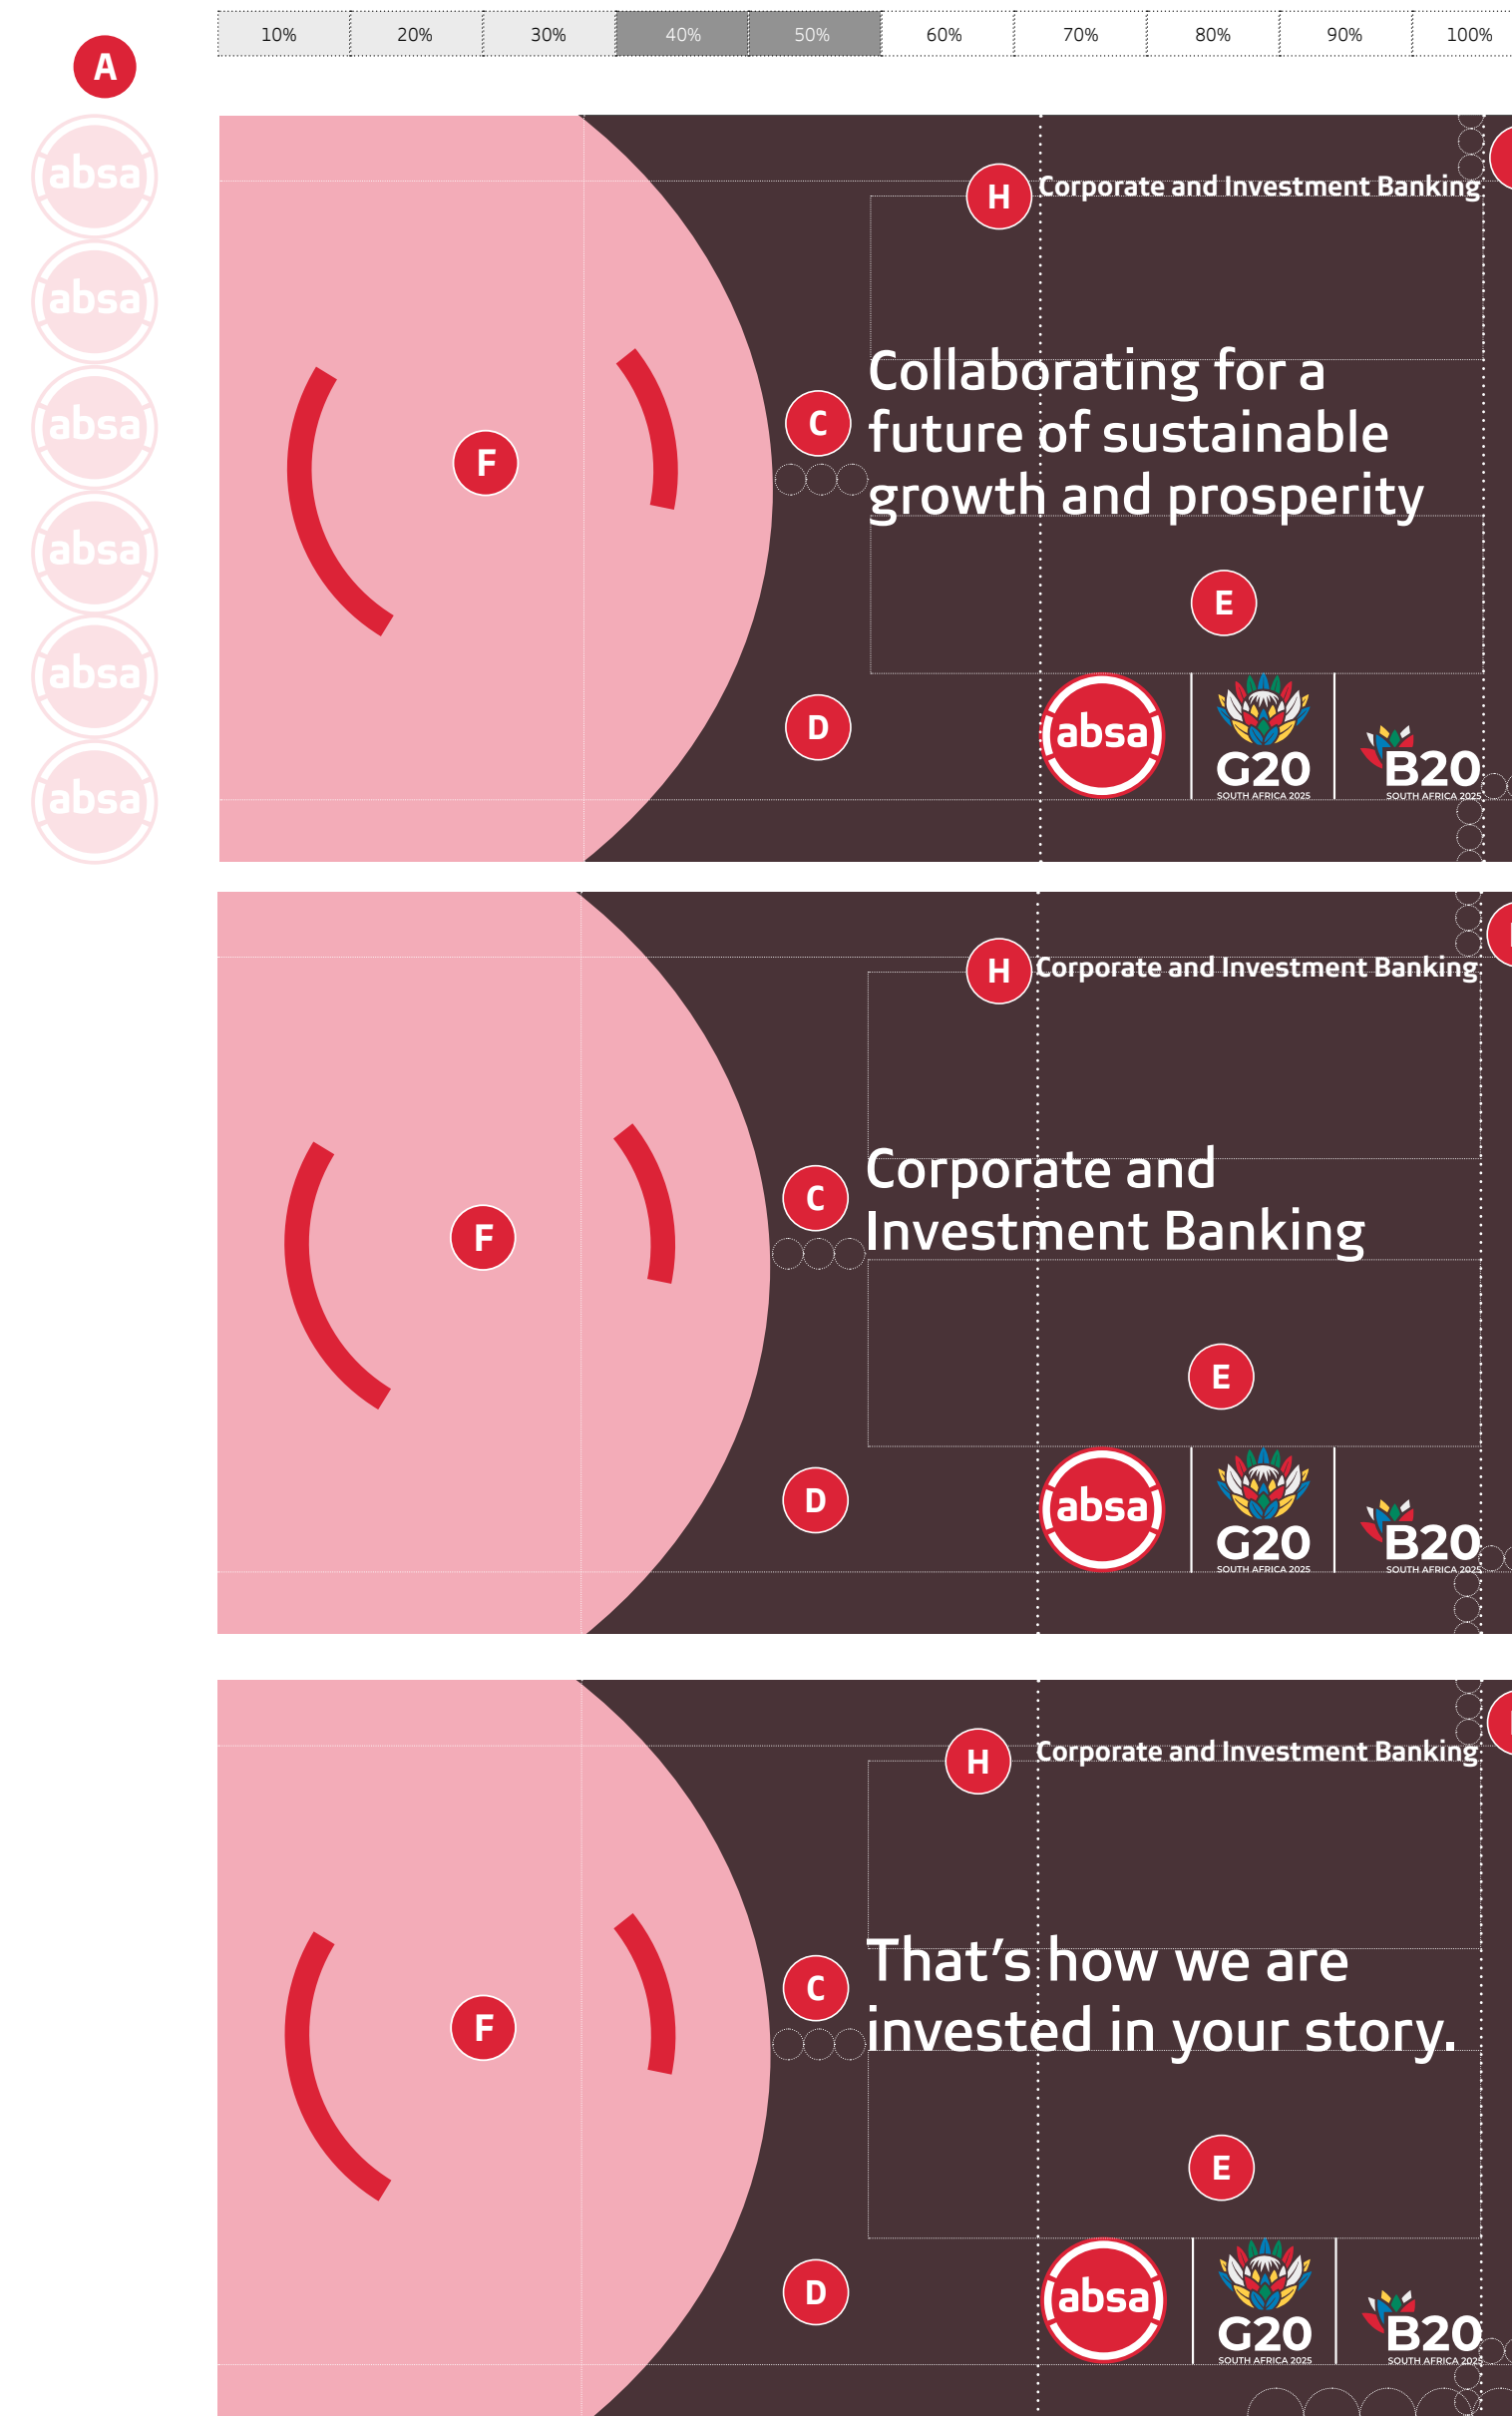 10% 20% 30% 40% 50% 60% 70% 80% 90% 100%
A
absa
absa
absa
absa
absa
absa
H Corporate and Investment Banking
Collaborating for a
C
future of sustainable
F
growth and prosperity
E
D
absa
G20
SOUTH AFRICA 2025
B20
SOUTH AFRICA 2025
H Corporate and Investment Banking
Corporate and
C
Investment Banking
F
E
D
absa
G20
SOUTH AFRICA 2025
B20
SOUTH AFRICA 2025
H Corporate and Investment Banking
That’s how we are
C
invested in your story.
F
E
D
absa
G20
SOUTH AFRICA 2025
B20
SOUTH AFRICA 2025